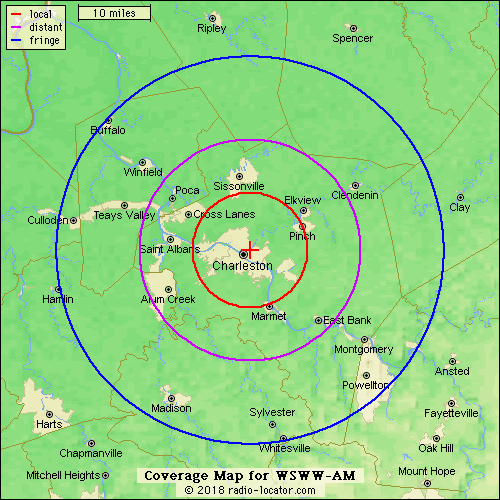 local
distant
fringe
10 miles
Ripley
Spencer
Buffalo
Winfield
Poca
Sissonville
Elkview
Clendenin
Clay
Culloden
Teays Valley
Cross Lanes
Pinch
Saint Albans
Charleston
Hamlin
Alum Creek
Marmet
East Bank
Montgomery
Ansted
Powellton
Madison
Sylvester
Fayetteville
Harts
Chapmanville
Whitesville
Oak Hill
Mitchell Heights
Mount Hope
Coverage Map for WSWW-AM
© 2018 radio-locator.com